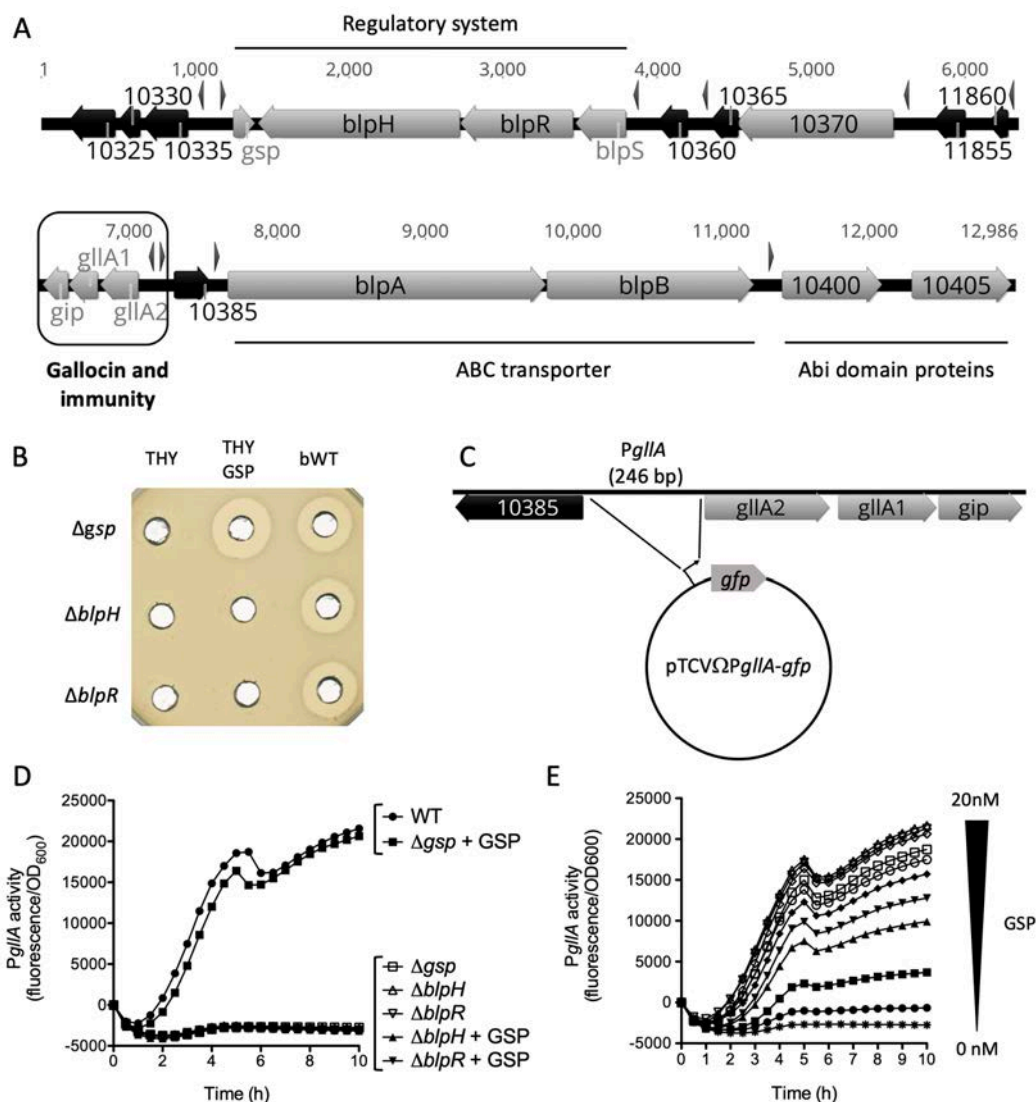 A
Regulatory system
1 1,000 2,000 3,000 4,000 5,000 6,000
10330 10365 11860
blpH blpR 10370
10325 10335 gsp blpS 10360 11855
7,000 8,000 9,000 10,000 11,000 12,000 12,986
gllA1
blpA blpB 10400 10405
gip gllA2 10385
Gallocin and
immunity
ABC transporter
Abi domain proteins
B
THY THY
GSP bWT
Δgsp
ΔblpH
ΔblpR
C
PgllA
(246 bp)
10385 gllA2 gllA1 gip
gfp
pTCVΩPgllA-gfp
D
PgllA activity
(fluorescence/OD600)
25000
20000
15000
10000
5000
0
-5000
0 2 4 6 8 10
Time (h)
WT
Δgsp + GSP
Δgsp
ΔblpH
ΔblpR
ΔblpH + GSP
ΔblpR + GSP
E
PgllA activity
(fluorescence/OD600)
25000
20000
15000
10000
5000
0
-5000
0 1 2 3 4 5 6 7 8 9 10
Time (h)
20nM
GSP
0 nM